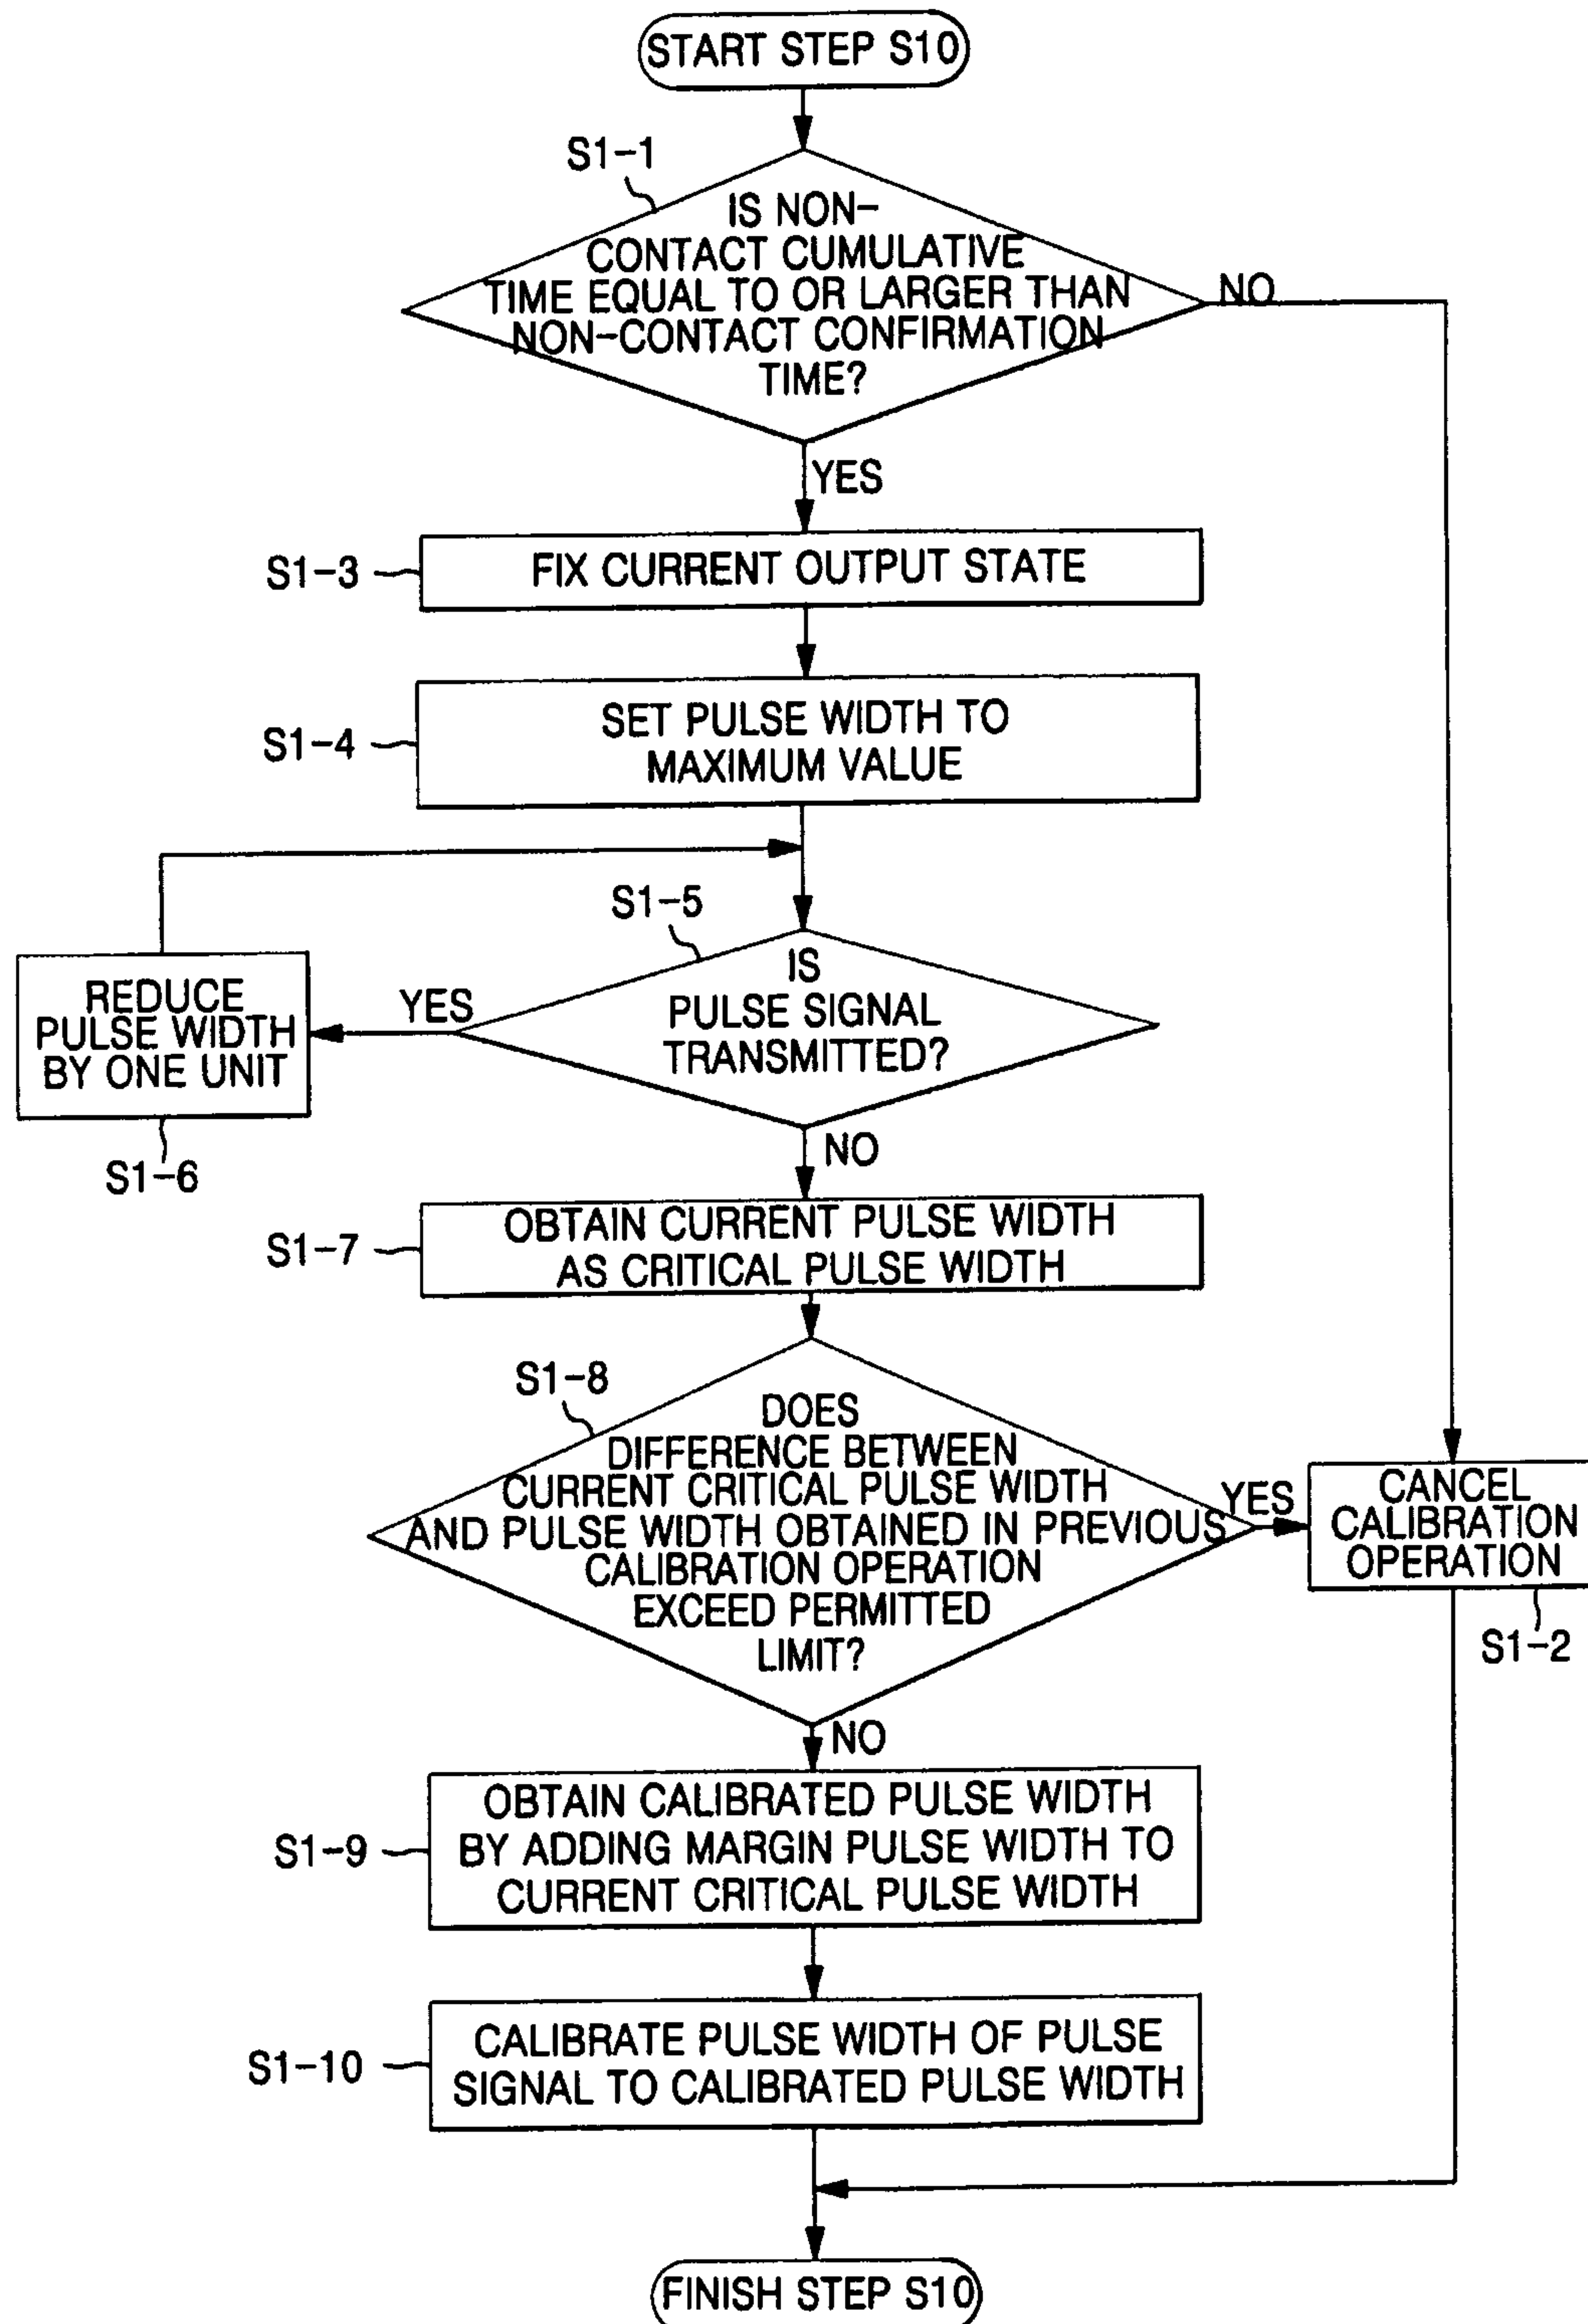 START STEP S10
S1-1
IS NON-
CONTACT CUMULATIVE
TIME EQUAL TO OR LARGER THAN
NON-CONTACT CONFIRMATION
TIME?
NO
YES
S1-3
FIX CURRENT OUTPUT STATE
S1-4
SET PULSE WIDTH TO
MAXIMUM VALUE
S1-5
IS
PULSE SIGNAL
TRANSMITTED?
YES
REDUCE
PULSE WIDTH
BY ONE UNIT
S1-6
NO
S1-7
OBTAIN CURRENT PULSE WIDTH
AS CRITICAL PULSE WIDTH
S1-8
DOES
DIFFERENCE BETWEEN
CURRENT CRITICAL PULSE WIDTH
AND PULSE WIDTH OBTAINED IN PREVIOUS
CALIBRATION OPERATION
EXCEED PERMITTED
LIMIT?
YES
CANCEL
CALIBRATION
OPERATION
S1-2
NO
S1-9
OBTAIN CALIBRATED PULSE WIDTH
BY ADDING MARGIN PULSE WIDTH TO
CURRENT CRITICAL PULSE WIDTH
S1-10
CALIBRATE PULSE WIDTH OF PULSE
SIGNAL TO CALIBRATED PULSE WIDTH
FINISH STEP S10